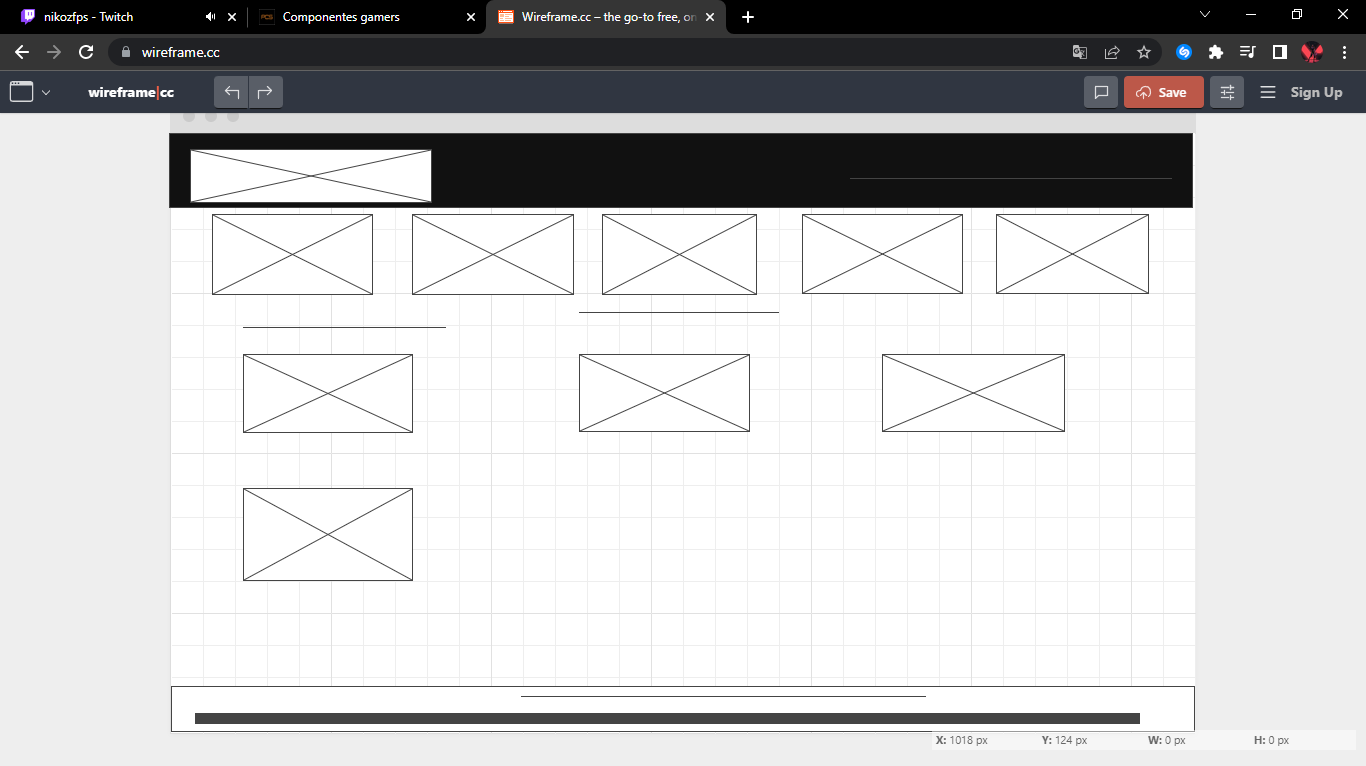 nikozfps - Twitch
PCS
Componentes gamers
Wireframe.cc – the go-to free, on
wireframe.cc
wireframe|cc
Save
Sign Up
X: 1018 px
Y: 124 px
W: 0 px
H: 0 px